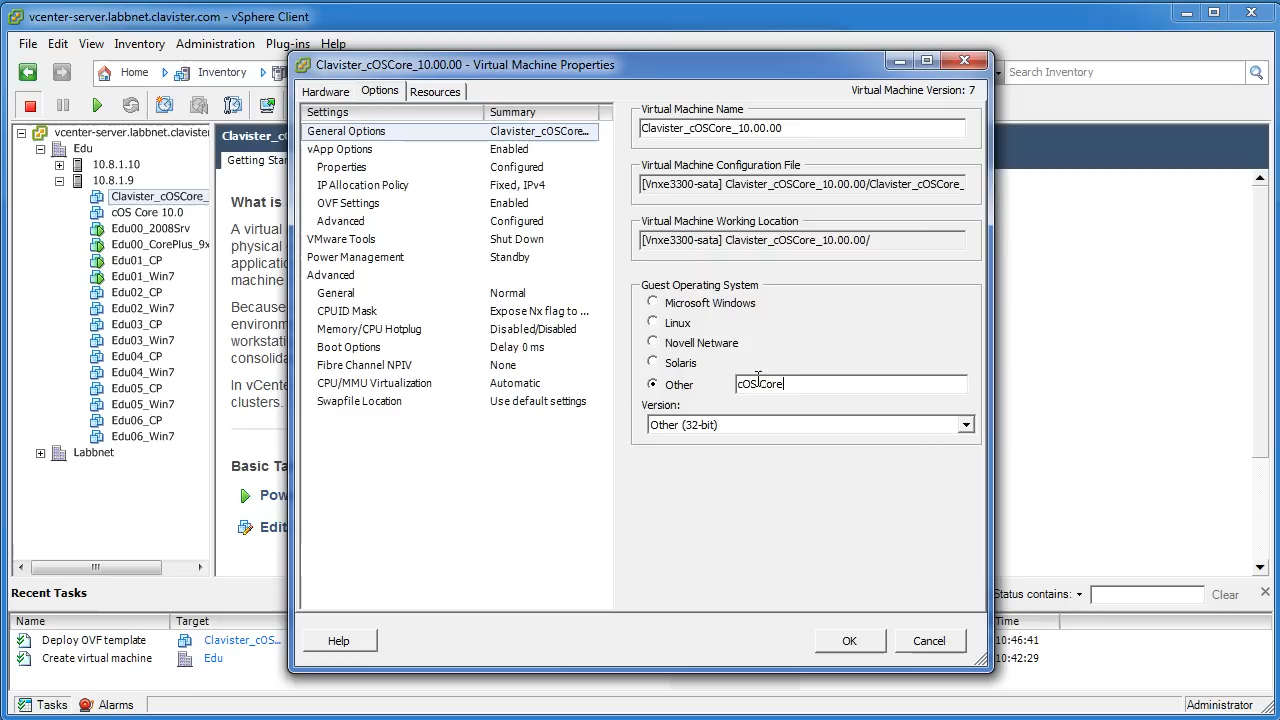 vcenter-server.labbnet.clavister.com - vSphere Client
File Edit View Inventory Administration Plug-ins Help
Home Inventory
Search Inventory
vcenter-server.labbnet.clavister
Edu
10.8.1.10
10.8.1.9
Clavister_cOSCore_
cOS Core 10.0
Edu00_2008Srv
Edu00_CorePlus_9x
Edu01_CP
Edu01_Win7
Edu02_CP
Edu02_Win7
Edu03_CP
Edu03_Win7
Edu04_CP
Edu04_Win7
Edu05_CP
Edu05_Win7
Edu06_CP
Edu06_Win7
Labbnet
Clavister_c
Getting Star
What is
A virtual
physical
applicatio
machine
Because
environm
workstat
consolida
In vCente
clusters.
Basic Ta
Pow
Edit
Clavister_cOSCore_10.00.00 - Virtual Machine Properties
Hardware Options Resources
Virtual Machine Version: 7
Settings Summary
General Options Clavister_cOSCore...
vApp Options Enabled
Properties Configured
IP Allocation Policy Fixed, IPv4
OVF Settings Enabled
Advanced Configured
VMware Tools Shut Down
Power Management Standby
Advanced
General Normal
CPUID Mask Expose Nx flag to ...
Memory/CPU Hotplug Disabled/Disabled
Boot Options Delay 0 ms
Fibre Channel NPIV None
CPU/MMU Virtualization Automatic
Swapfile Location Use default settings
Virtual Machine Name
Clavister_cOSCore_10.00.00
Virtual Machine Configuration File
[Vnxe3300-sata] Clavister_cOSCore_10.00.00/Clavister_cOSCore_
Virtual Machine Working Location
[Vnxe3300-sata] Clavister_cOSCore_10.00.00/
Guest Operating System
Microsoft Windows
Linux
Novell Netware
Solaris
Other cOS Core
Version:
Other (32-bit)
Help OK Cancel
Recent Tasks
Status contains: Clear
Name Target Time
Deploy OVF template Clavister_cOS... 10:46:41
Create virtual machine Edu 10:42:29
Tasks Alarms Administrator